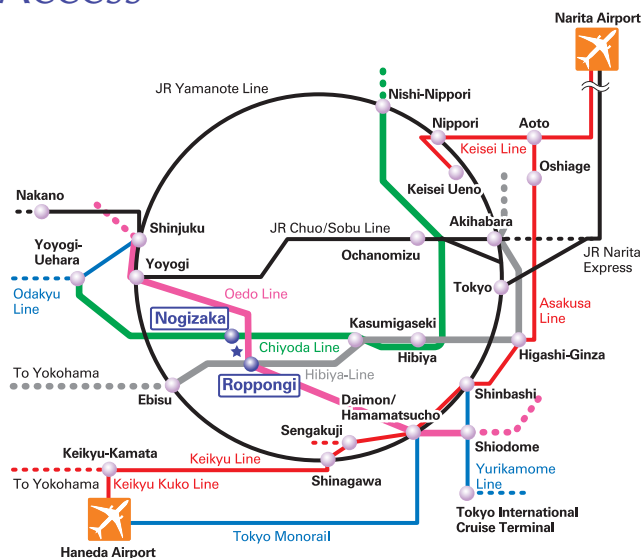 Access
Narita Airport
JR Yamanote Line
Nishi-Nippori
Nippori
Aoto
Keisei Line
Oshiage
Keisei Ueno
Nakano
Akihabara
Shinjuku
JR Chuo/Sobu Line
Yoyogi-
Uehara
Ochanomizu
JR Narita
Express
Yoyogi
Tokyo
Odakyu
Line
Oedo Line
Asakusa
Line
Nogizaka
Kasumigaseki
Chiyoda Line
Hibiya
Higashi-Ginza
Roppongi
Hibiya-Line
To Yokohama
Ebisu
Daimon/
Hamamatsucho
Shinbashi
Sengakuji
Shiodome
Keikyu-Kamata
Keikyu Line
Yurikamome
Line
To Yokohama
Keikyu Kuko Line
Shinagawa
Tokyo International
Cruise Terminal
Tokyo Monorail
Haneda Airport